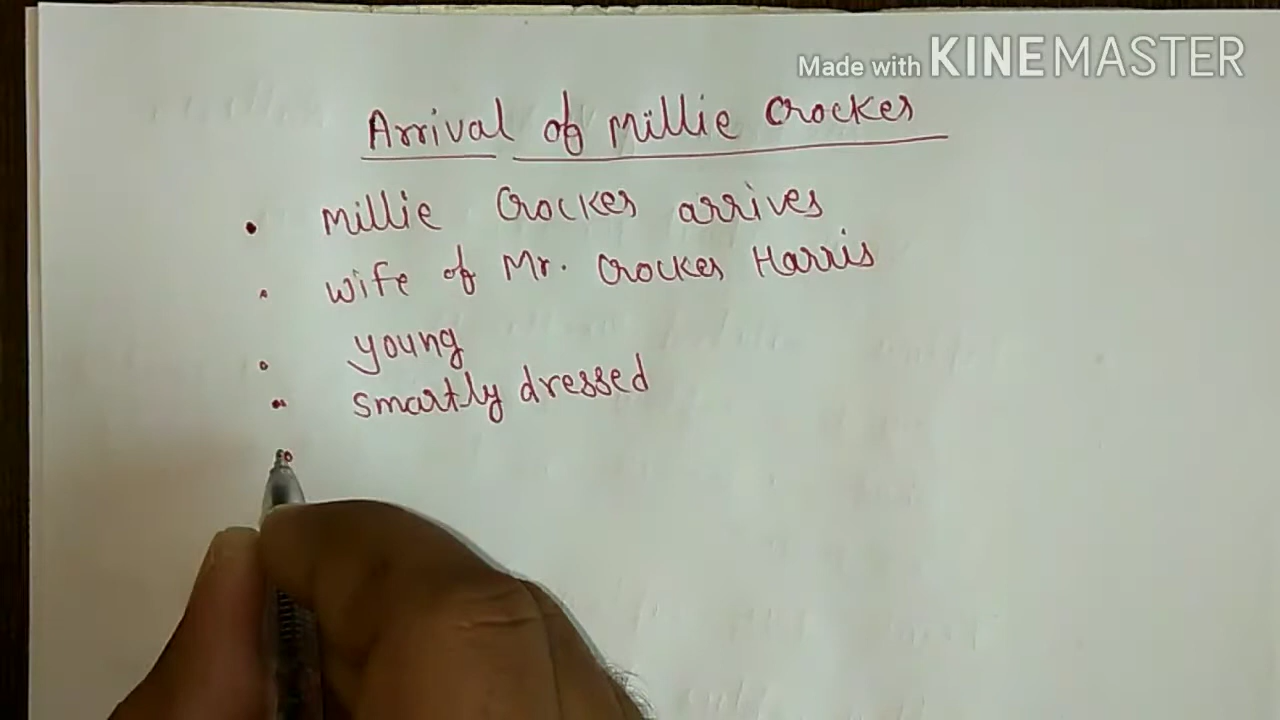 Made with KINEMASTER
Arrival of Millie Crocker
Millie Crocker arrives
wife of Mr. Crocker Harris
young
smartly dressed